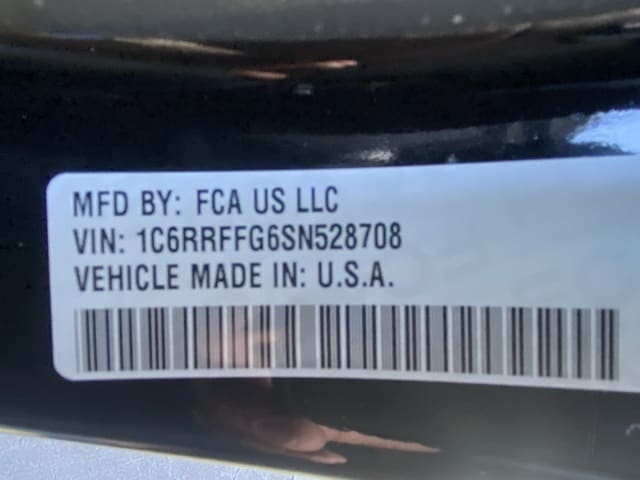 MFD BY: FCA US LLC
VIN: 1C6RRFFG6SN528708
VEHICLE MADE IN: U.S.A.